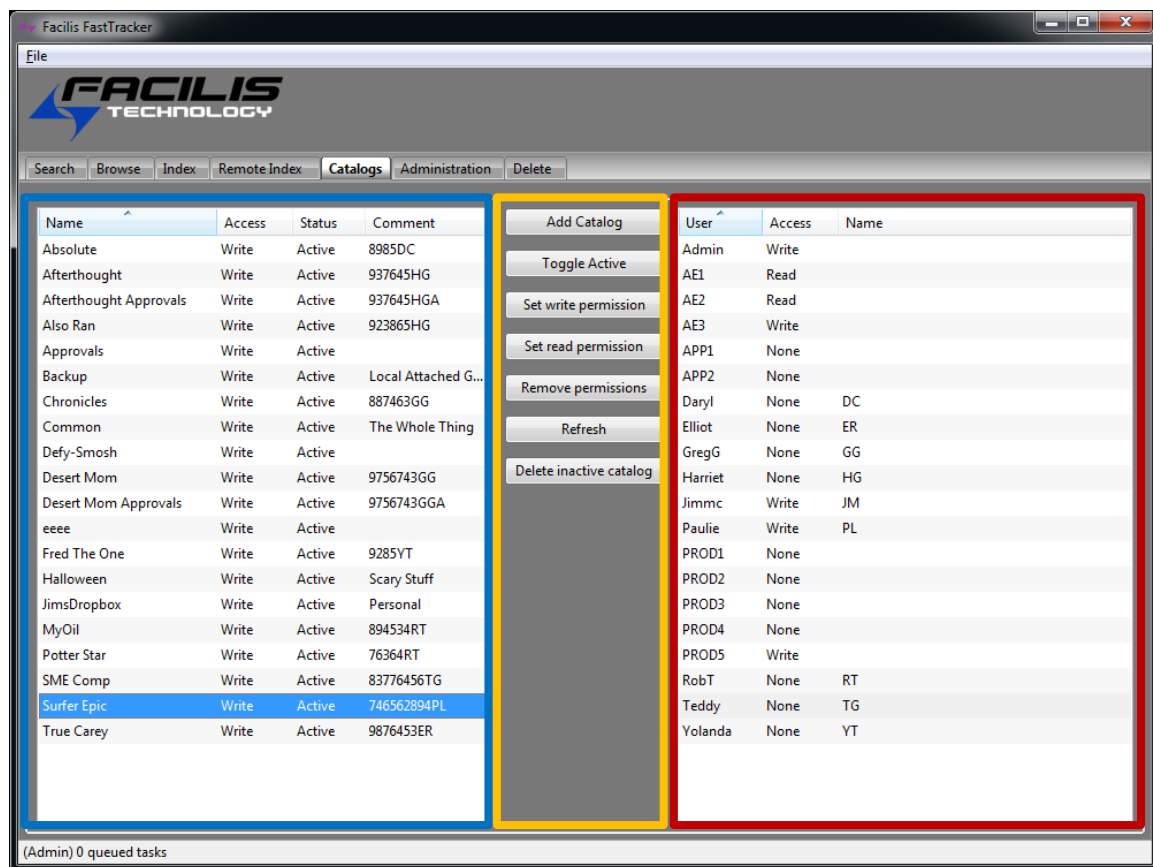 Facilis FastTracker
File
FACILIS
TECHNOLOGY
Search Browse Index Remote Index Catalogs Administration Delete
Name Access Status Comment
Absolute Write Active 8985DC
Afterthought Write Active 937645HG
Afterthought Approvals Write Active 937645HGA
Also Ran Write Active 923865HG
Approvals Write Active
Backup Write Active Local Attached G...
Chronicles Write Active 887463GG
Common Write Active The Whole Thing
Defy-Smosh Write Active
Desert Mom Write Active 9756743GG
Desert Mom Approvals Write Active 9756743GGA
eeee Write Active
Fred The One Write Active 9285YT
Halloween Write Active Scary Stuff
JimsDropbox Write Active Personal
MyOil Write Active 894534RT
Potter Star Write Active 76364RT
SME Comp Write Active 83776456TG
Surfer Epic Write Active 746562894PL
True Carey Write Active 9876453ER
Add Catalog
Toggle Active
Set write permission
Set read permission
Remove permissions
Refresh
Delete inactive catalog
User Access Name
Admin Write
AE1 Read
AE2 Read
AE3 Write
APP1 None
APP2 None
Daryl None DC
Elliot None ER
GregG None GG
Harriet None HG
Jimmc Write JM
Paulie Write PL
PROD1 None
PROD2 None
PROD3 None
PROD4 None
PROD5 Write
RobT None RT
Teddy None TG
Yolanda None YT
(Admin) 0 queued tasks